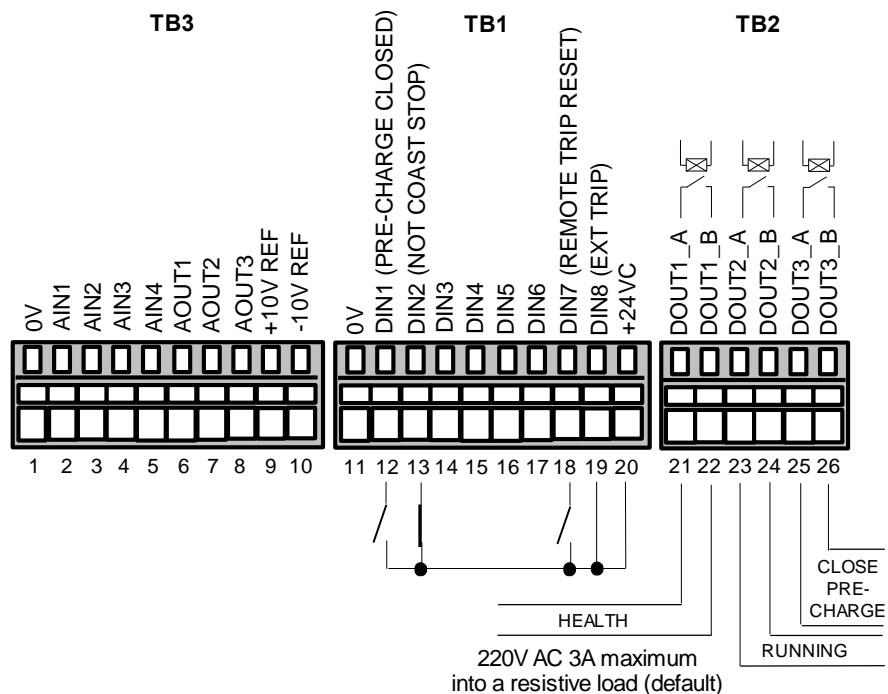 TB3
TB1
TB2
0V
AIN1
AIN2
AIN3
AIN4
AOUT1
AOUT2
AOUT3
+10V REF
-10V REF
0V
DIN1 (PRE-CHARGE CLOSED)
DIN2 (NOT COAST STOP)
DIN3
DIN4
DIN5
DIN6
DIN7 (REMOTE TRIP RESET)
DIN8 (EXT TRIP)
+24VC
DOUT1_A
DOUT1_B
DOUT2_A
DOUT2_B
DOUT3_A
DOUT3_B
1 2 3 4 5 6 7 8 9 10
11 12 13 14 15 16 17 18 19 20
21 22 23 24 25 26
CLOSE
PRE-
CHARGE
HEALTH
RUNNING
220V AC 3A maximum
into a resistive load (default)